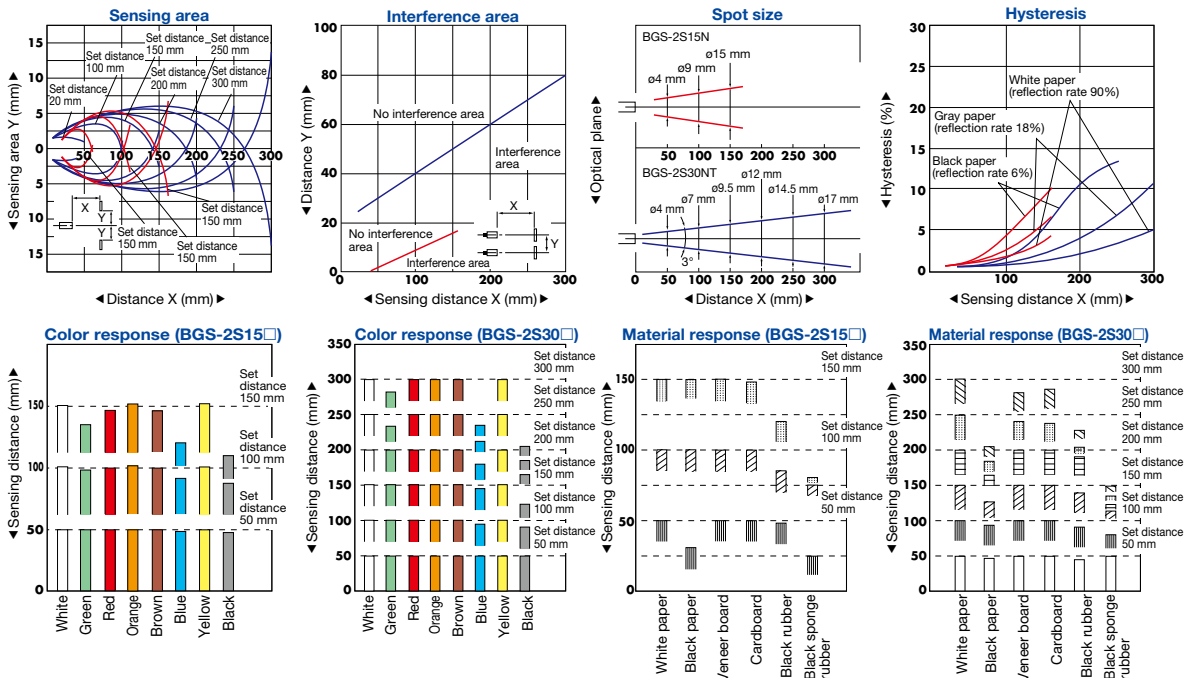 Sensing area
15
10
5
0
5
10
15
50
100
150
200
250
300
◄Sensing area Y (mm)►
◄Distance X (mm)►
Set distance
20 mm
Set distance
100 mm
Set distance
150 mm
Set distance
200 mm
Set distance
250 mm
Set distance
300 mm
Set distance
150 mm
Set distance
150 mm
Set distance
150 mm
X
Y
Y
Interference area
100
80
60
40
20
0
0
100
200
300
◄Distance Y (mm)►
◄Sensing distance X (mm)►
No interference area
Interference
area
No interference
area
Interference area
X
Y
Spot size
BGS-2S15N
ø4 mm
ø9 mm
ø15 mm
50
100
150
200
250
300
BGS-2S30NT
ø4 mm
ø7 mm
ø9.5 mm
ø12 mm
ø14.5 mm
ø17 mm
3°
50
100
150
200
250
300
◄Optical plane►
◄Distance X (mm)►
Hysteresis
30
25
20
15
10
5
0
100
200
300
◄Hysteresis (%)►
◄Sensing distance X (mm)►
White paper
(reflection rate 90%)
Gray paper
(reflection rate 18%)
Black paper
(reflection rate 6%)
Color response (BGS-2S15□)
150
100
50
0
◄Sensing distance (mm)►
Set
distance
150 mm
Set
distance
100 mm
Set
distance
50 mm
White
Green
Red
Orange
Brown
Blue
Yellow
Black
Color response (BGS-2S30□)
350
300
250
200
150
100
50
0
◄Sensing distance (mm)►
Set distance
300 mm
Set distance
250 mm
Set distance
200 mm
Set distance
150 mm
Set distance
100 mm
Set distance
50 mm
White
Green
Red
Orange
Brown
Blue
Yellow
Black
Material response (BGS-2S15□)
150
100
50
0
◄Sensing distance (mm)►
Set distance
150 mm
Set distance
100 mm
Set distance
50 mm
White paper
Black paper
Veneer board
Cardboard
Black rubber
Black sponge
rubber
Material response (BGS-2S30□)
350
300
250
200
150
100
50
0
◄Sensing distance (mm)►
Set distance
300 mm
Set distance
250 mm
Set distance
200 mm
Set distance
150 mm
Set distance
100 mm
Set distance
50 mm
White paper
Black paper
Veneer board
Cardboard
Black rubber
Black sponge
rubber